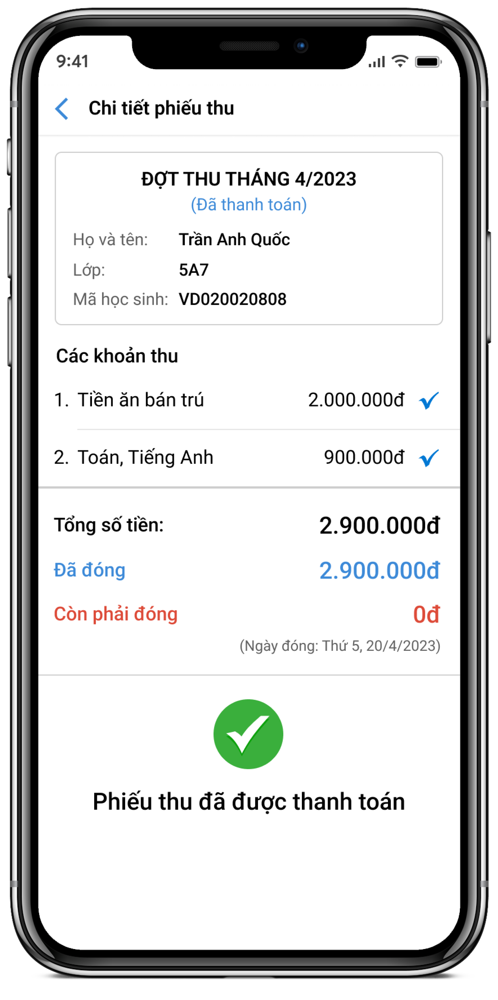 9:41
Chi tiết phiếu thu
ĐỢT THU THÁNG 4/2023
(Đã thanh toán)
Họ và tên: Trần Anh Quốc
Lớp: 5A7
Mã học sinh: VD020020808
Các khoản thu
1. Tiền ăn bán trú 2.000.000đ
2. Toán, Tiếng Anh 900.000đ
Tổng số tiền: 2.900.000đ
Đã đóng 2.900.000đ
Còn phải đóng 0đ
(Ngày đóng: Thứ 5, 20/4/2023)
Phiếu thu đã được thanh toán